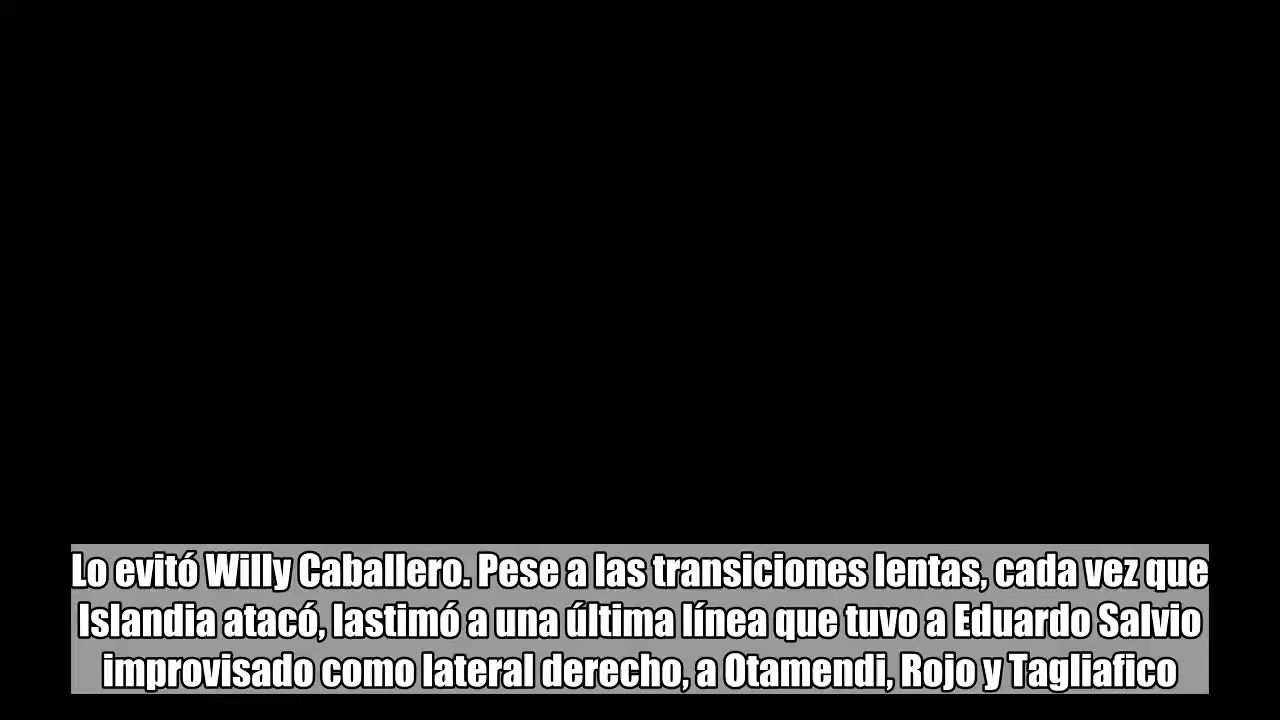 Lo evitó Willy Caballero. Pese a las transiciones lentas, cada vez que
Islandia atacó, lastimó a una última línea que tuvo a Eduardo Salvio
improvisado como lateral derecho, a Otamendi, Rojo y Tagliafico